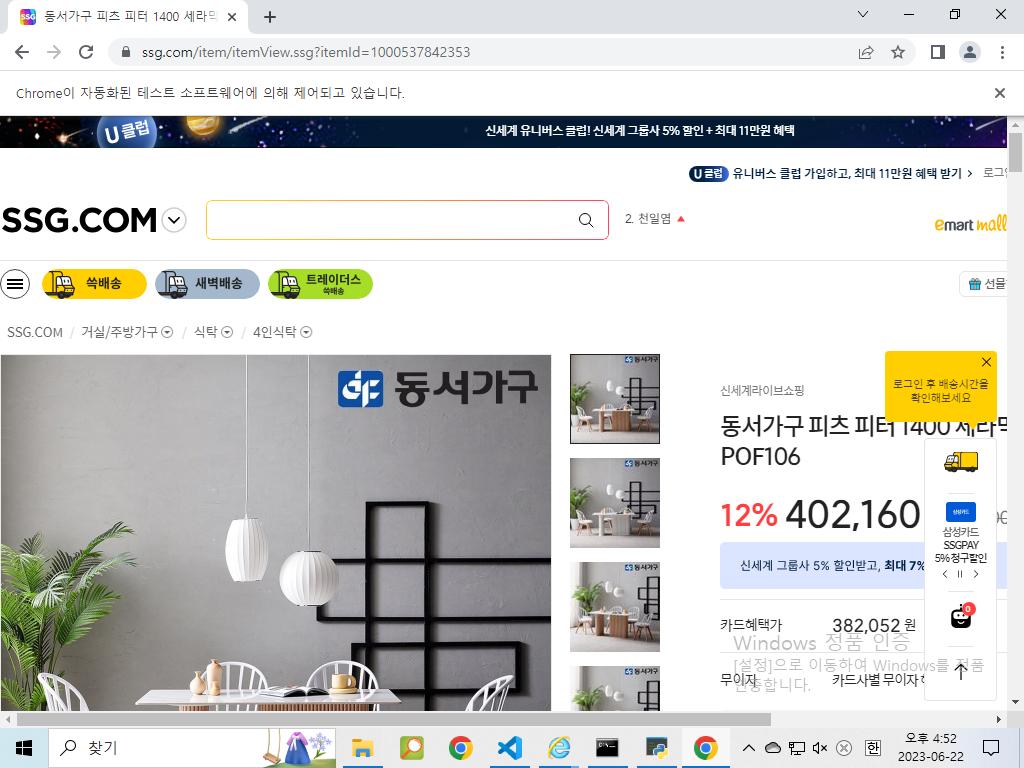 동서가구 피츠 피터 1400 세라믹
ssg.com/item/itemView.ssg?itemId=1000537842353
Chrome이 자동화된 테스트 소프트웨어에 의해 제어되고 있습니다.
U 클럽
신세계 유니버스 클럽! 신세계 그룹사 5% 할인 + 최대 11만원 혜택
U 클럽 유니버스 클럽 가입하고, 최대 11만원 혜택 받기 >
SSG.COM
2. 천일염
emart mall
쓱배송
새벽배송
트레이더스
쓱배송
선물
SSG.COM / 거실/주방가구 / 식탁 / 4인식탁
동서가구
로그인 후 배송시간을
확인해보세요
신세계라이브쇼핑
동서가구 피츠 피터 1400 세라믹
POF106
12% 402,160
신세계 그룹사 5% 할인받고, 최대 7%
삼성카드
삼성카드
SSGPAY
5% 청구할인
0
카드혜택가 382,052 원
무이자 카드사별 무이자
Windows 정품 인증
[설정]으로 이동하여 Windows를 정품
인증합니다.
찾기
한
오후 4:52
2023-06-22